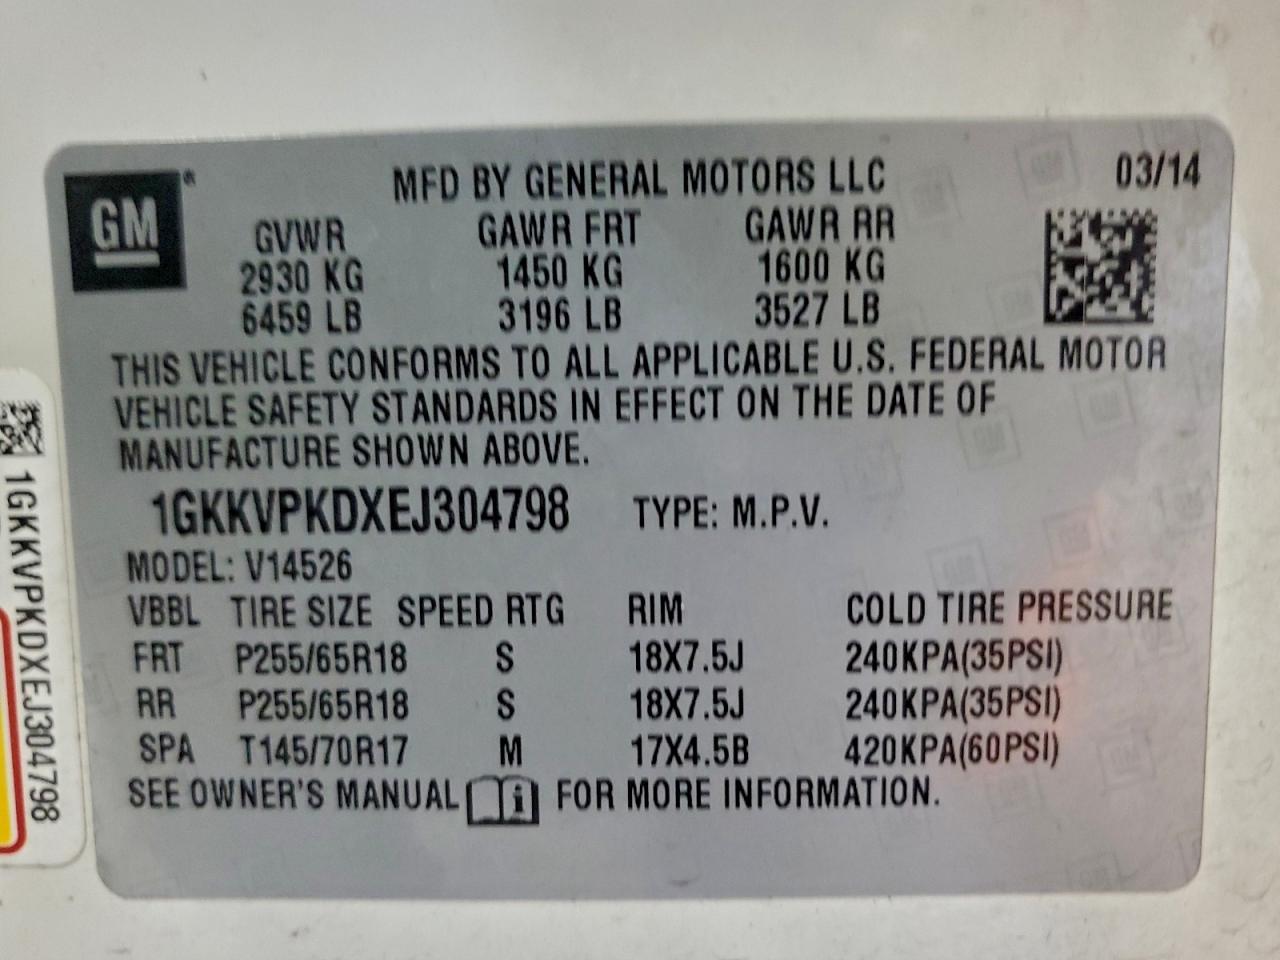 GM
MFD BY GENERAL MOTORS LLC 03/14
GVWR GAWR FRT GAWR RR
2930 KG 1450 KG 1600 KG
6459 LB 3196 LB 3527 LB
THIS VEHICLE CONFORMS TO ALL APPLICABLE U.S. FEDERAL MOTOR
VEHICLE SAFETY STANDARDS IN EFFECT ON THE DATE OF
MANUFACTURE SHOWN ABOVE.
1GKKVPKDXEJ304798 TYPE: M.P.V.
MODEL: V14526
VBBL TIRE SIZE SPEED RTG RIM COLD TIRE PRESSURE
FRT P255/65R18 S 18X7.5J 240KPA(35PSI)
RR P255/65R18 S 18X7.5J 240KPA(35PSI)
SPA T145/70R17 M 17X4.5B 420KPA(60PSI)
SEE OWNER'S MANUAL FOR MORE INFORMATION.
1GKKVPKDXEJ304798